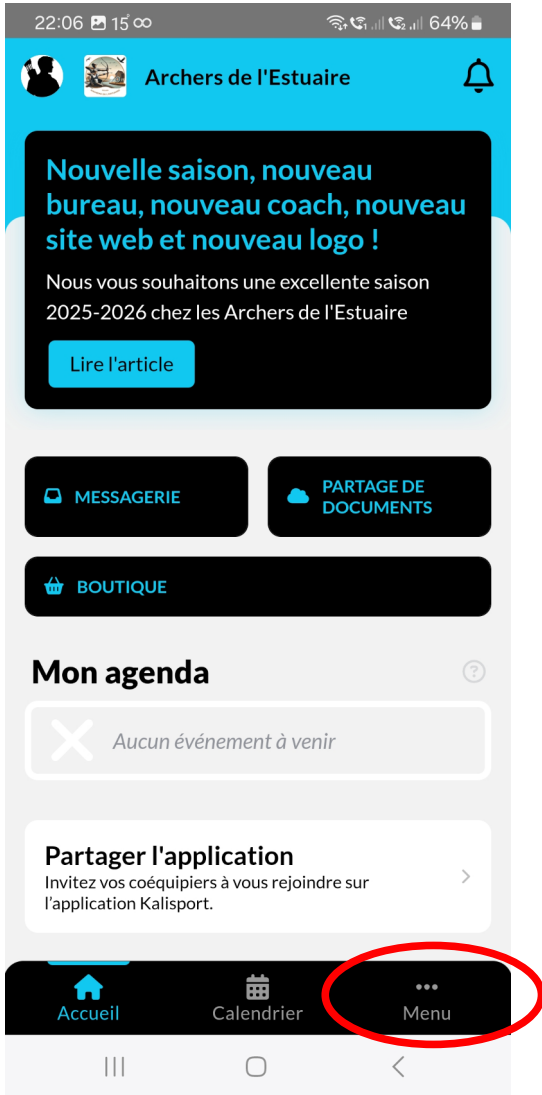 22:06 15° 64%
Archers de l'Estuaire
Nouvelle saison, nouveau
bureau, nouveau coach, nouveau
site web et nouveau logo !
Nous vous souhaitons une excellente saison
2025-2026 chez les Archers de l'Estuaire
Lire l'article
MESSAGERIE
PARTAGE DE
DOCUMENTS
BOUTIQUE
Mon agenda
?
Aucun événement à venir
Partager l'application
Invitez vos coéquipiers à vous rejoindre sur
l’application Kalisport.
Accueil Calendrier Menu